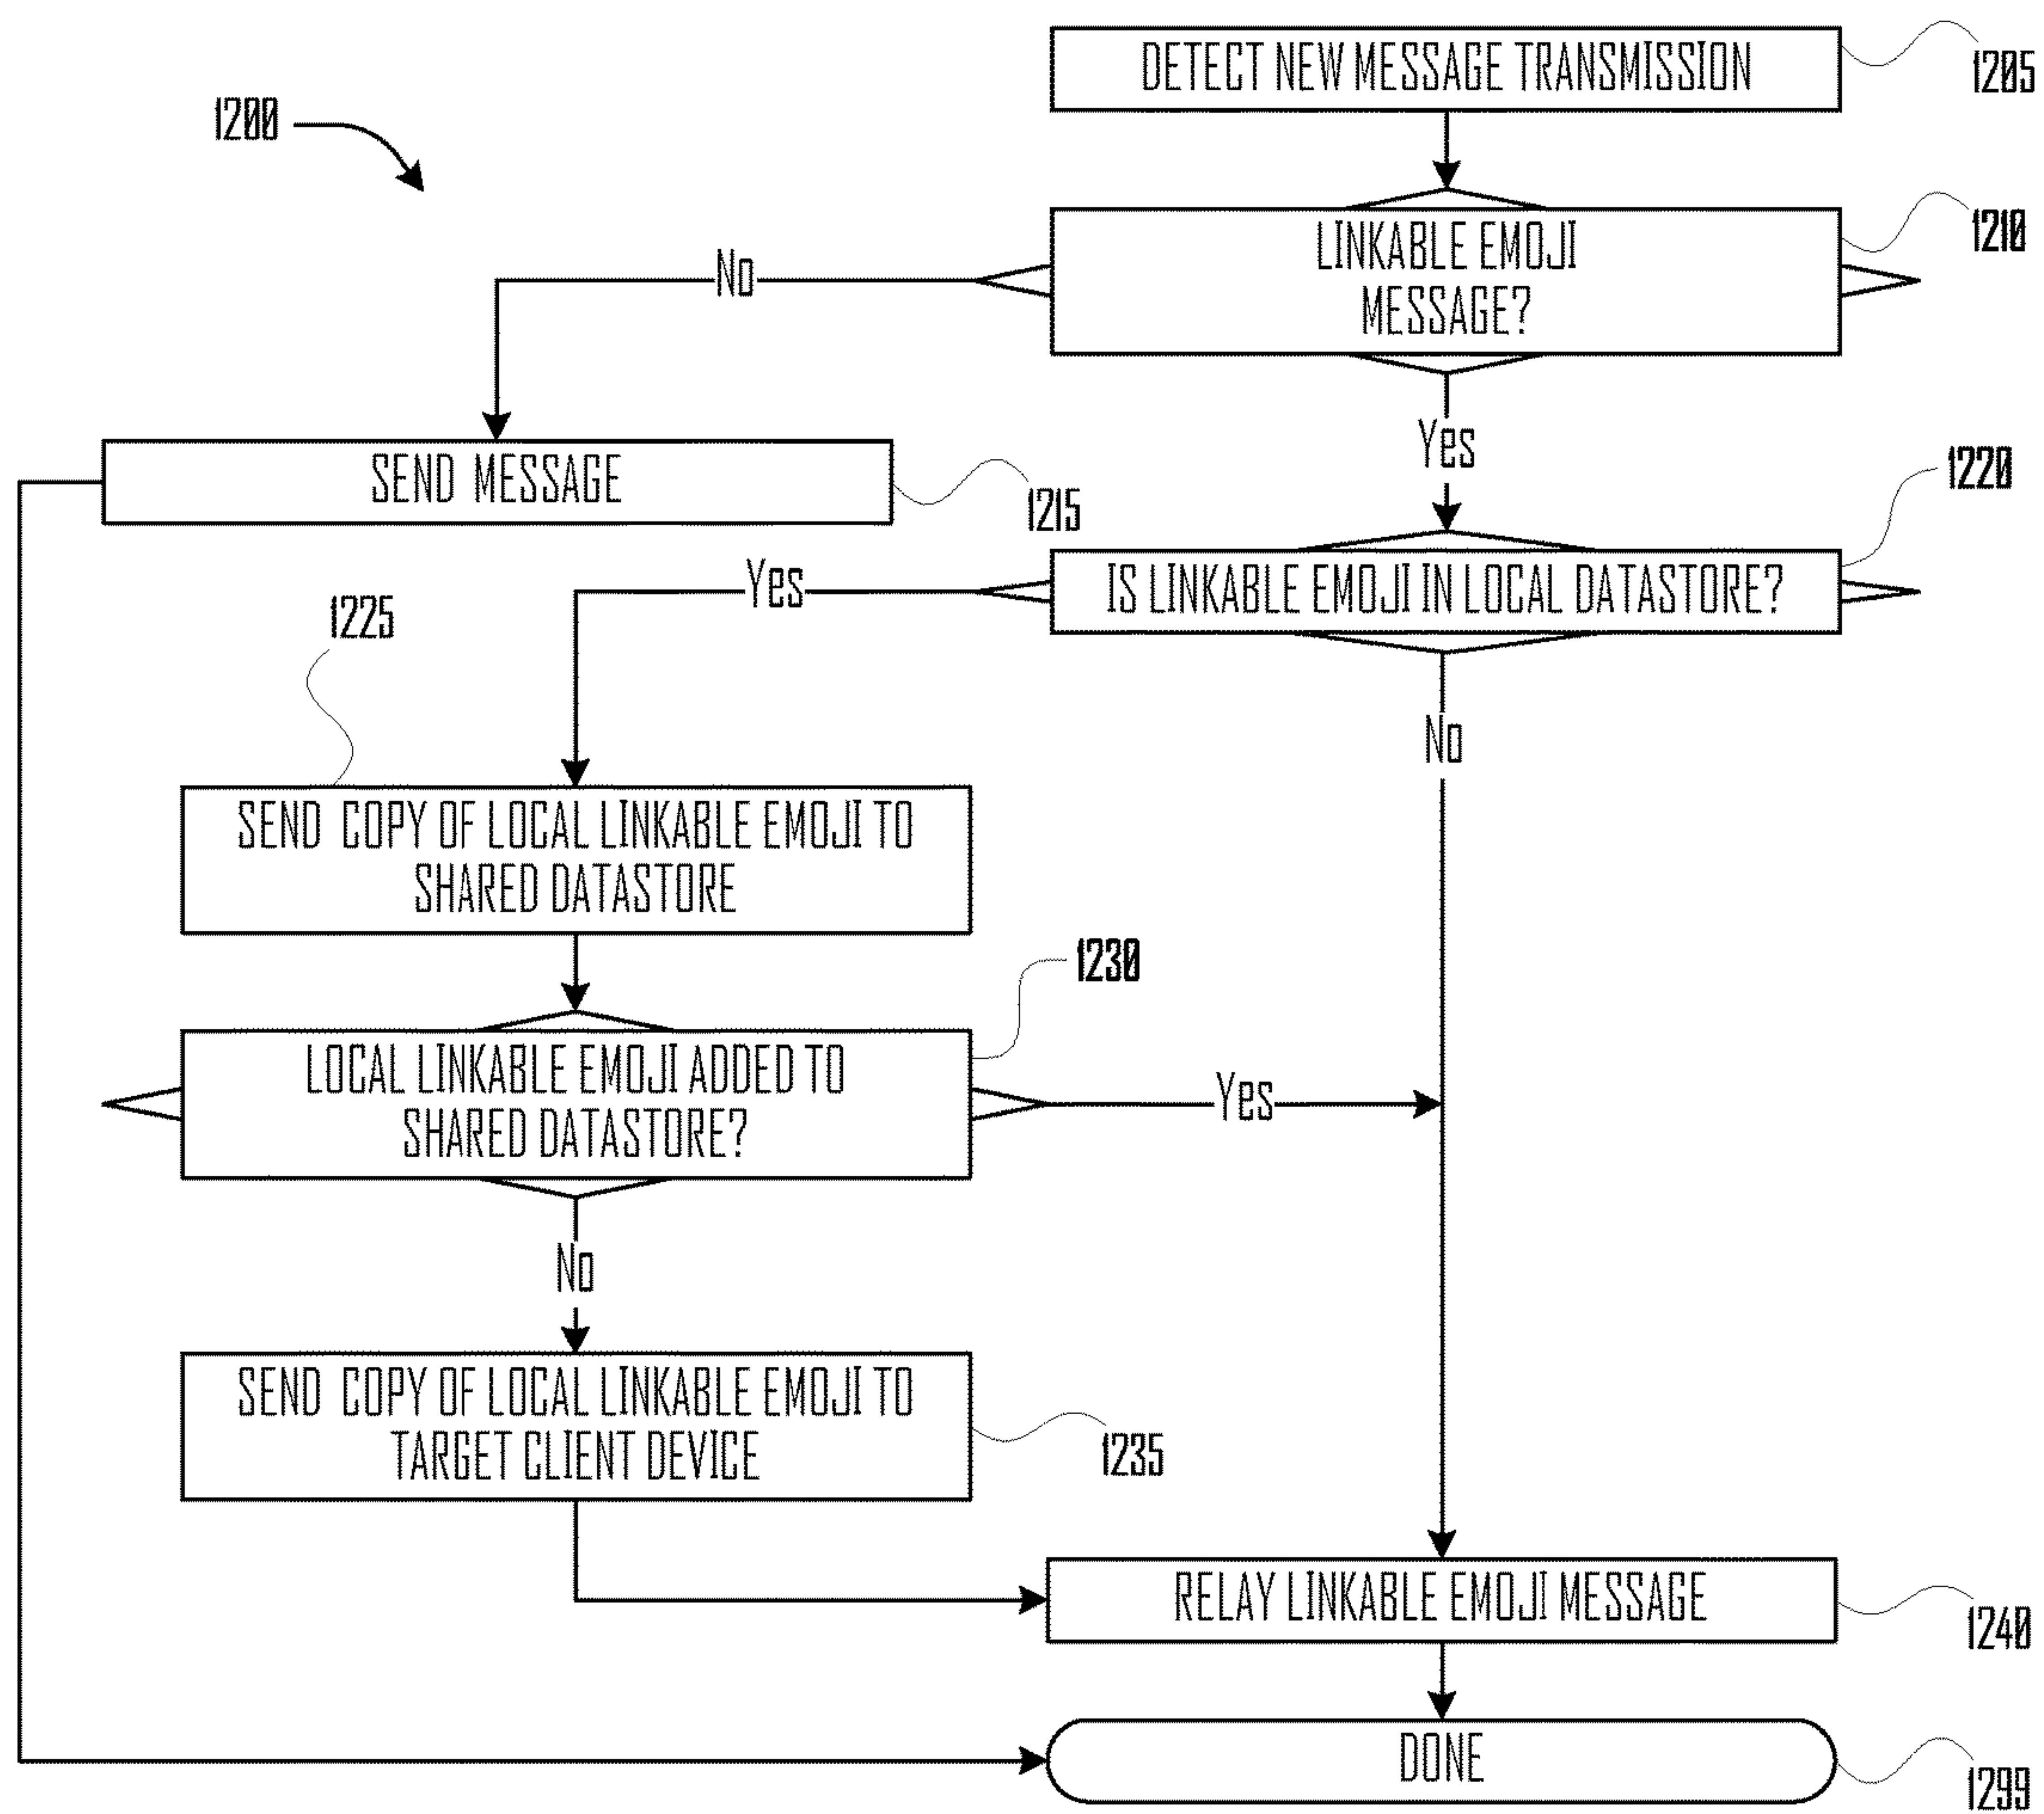 DETECT NEW MESSAGE TRANSMISSION
1205
1200
LINKABLE EMOJI
MESSAGE?
1210
No
Yes
SEND MESSAGE
1215
1220
IS LINKABLE EMOJI IN LOCAL DATASTORE?
Yes
1225
No
SEND COPY OF LOCAL LINKABLE EMOJI TO
SHARED DATASTORE
1230
LOCAL LINKABLE EMOJI ADDED TO
SHARED DATASTORE?
Yes
No
SEND COPY OF LOCAL LINKABLE EMOJI TO
TARGET CLIENT DEVICE
1235
RELAY LINKABLE EMOJI MESSAGE
1240
DONE
1299